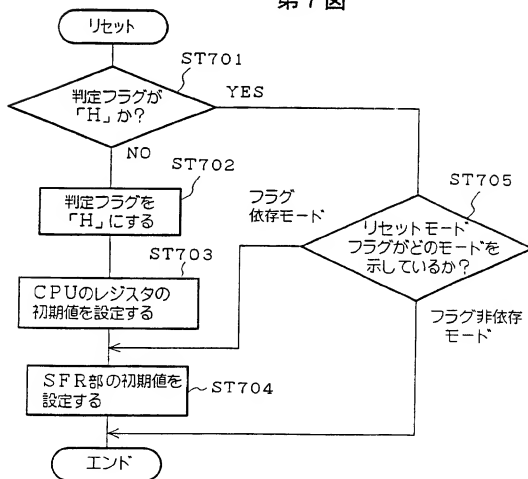 第7図
リセット
ST701
判定フラグが
「H」か?
YES
NO
ST702
判定フラグを
「H」にする
ST703
CPUのレジスタの
初期値を設定する
SFR部の初期値を
設定する
ST704
エンド
フラグ
依存モード
ST705
リセットモード
フラグがどのモードを
示しているか?
フラグ非依存
モード